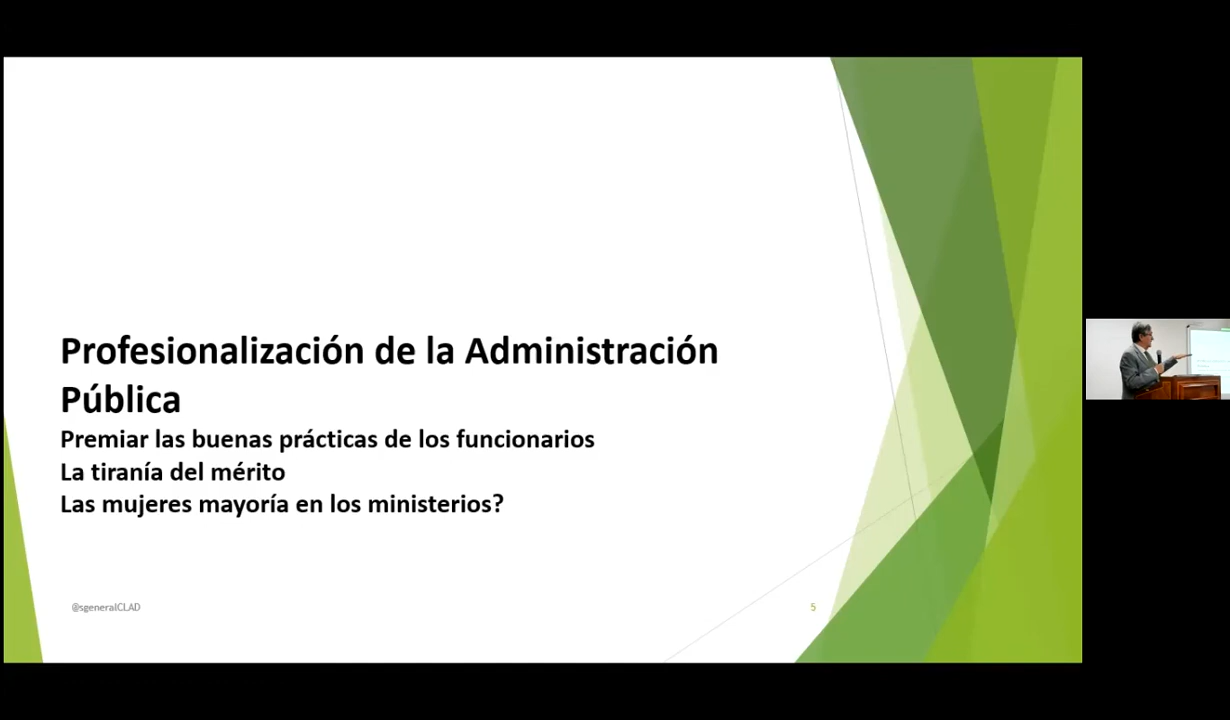 Profesionalización de la Administración
Pública
Premiar las buenas prácticas de los funcionarios
La tiranía del mérito
Las mujeres mayoría en los ministerios?
@sgeneralCLAD
5